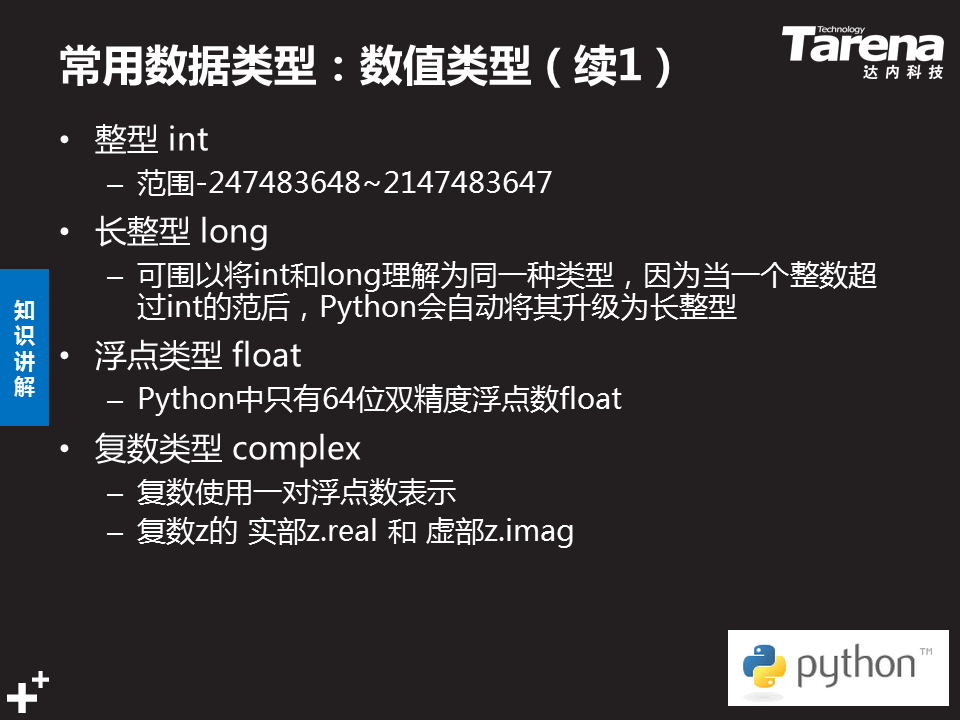 常用数据类型：数值类型（续1）
Technology
Tarena
达内科技
• 整型 int
– 范围-247483648~2147483647
• 长整型 long
– 可围以将int和long理解为同一种类型，因为当一个整数超
过int的范后，Python会自动将其升级为长整型
知识讲解
• 浮点类型 float
– Python中只有64位双精度浮点数float
• 复数类型 complex
– 复数使用一对浮点数表示
– 复数z的 实部z.real 和 虚部z.imag
python™